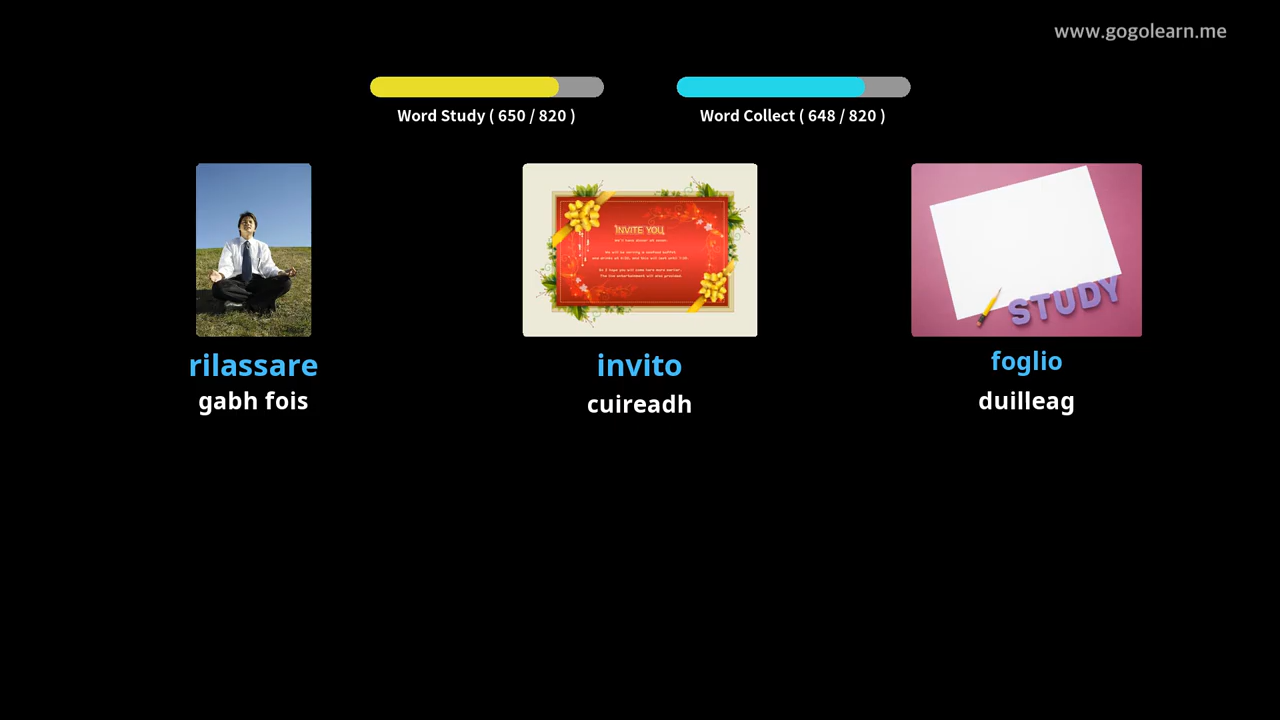 www.gogolearn.me
Word Study ( 650 / 820 )
Word Collect ( 648 / 820 )
INVITE YOU
STUDY
rilassare
invito
foglio
gabh fois
cuireadh
duilleag